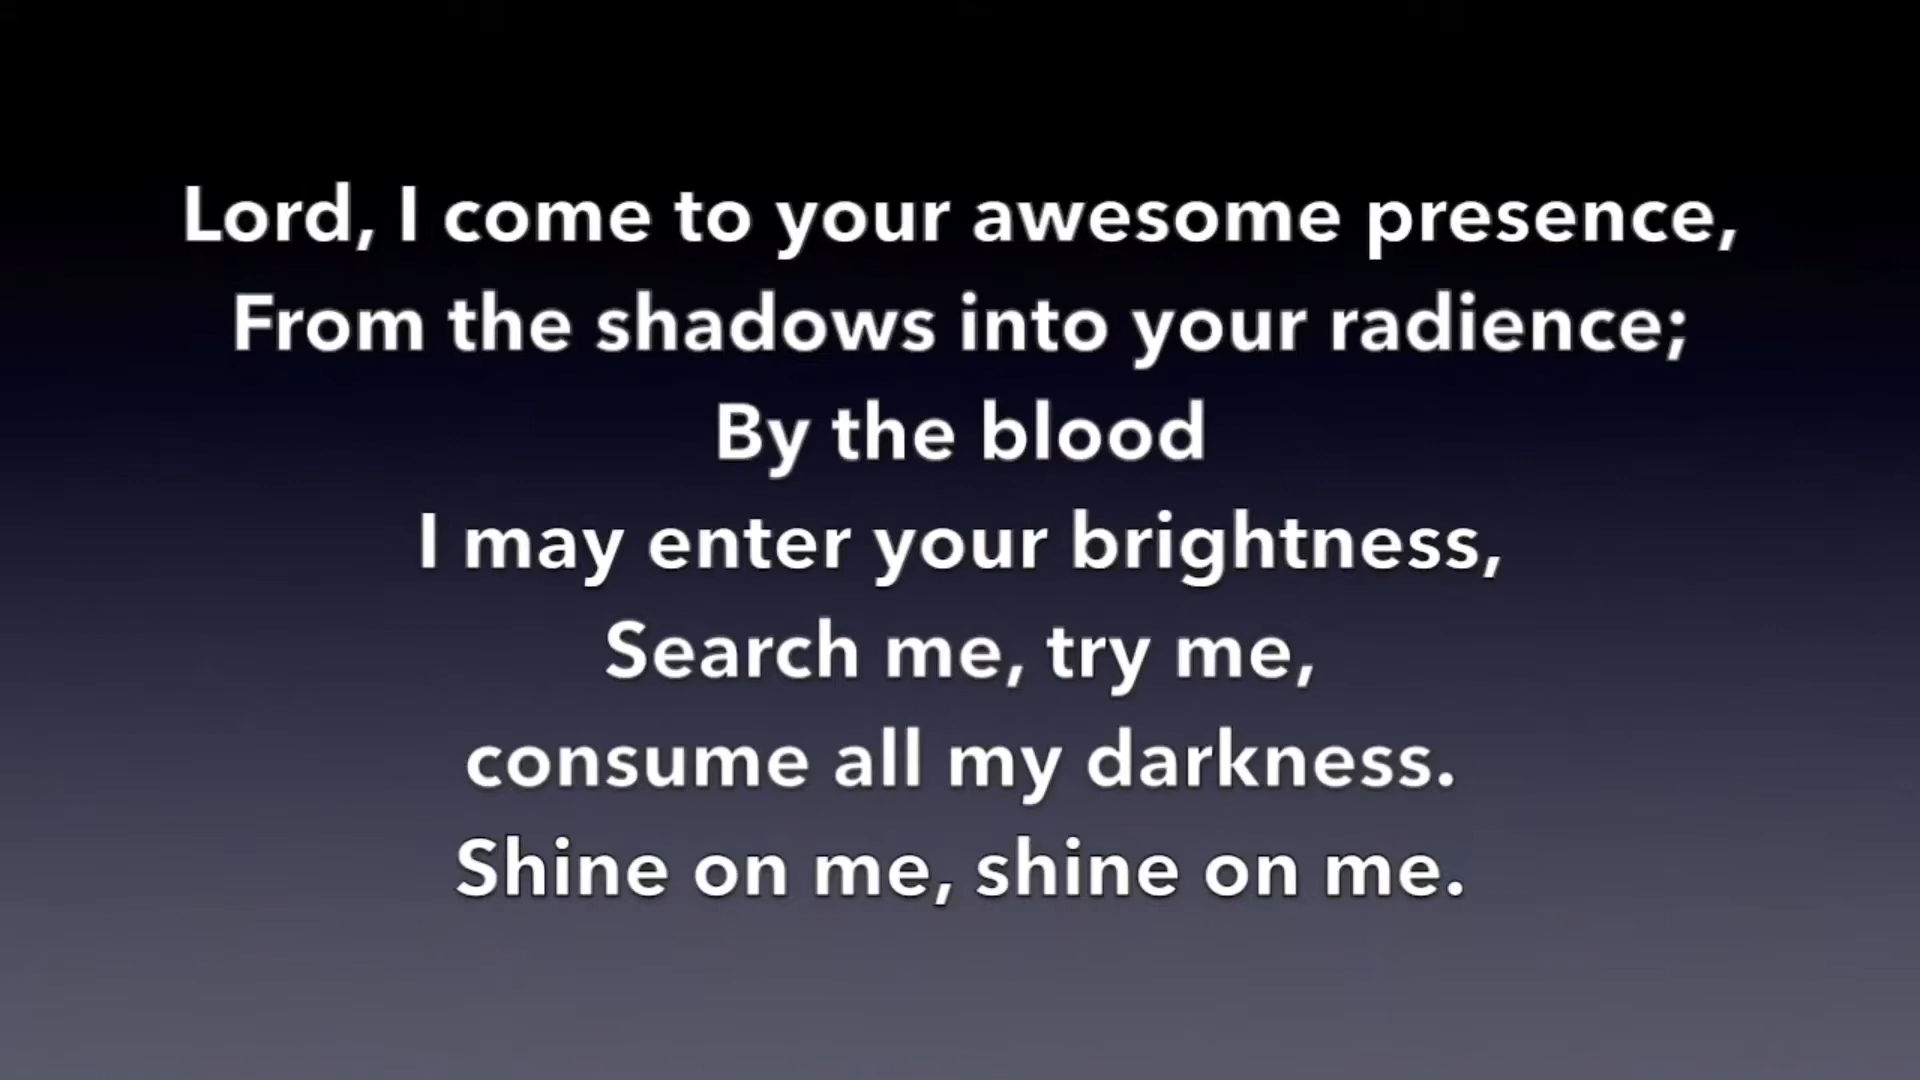 Lord, I come to your awesome presence,
From the shadows into your radience;
By the blood
I may enter your brightness,
Search me, try me,
consume all my darkness.
Shine on me, shine on me.